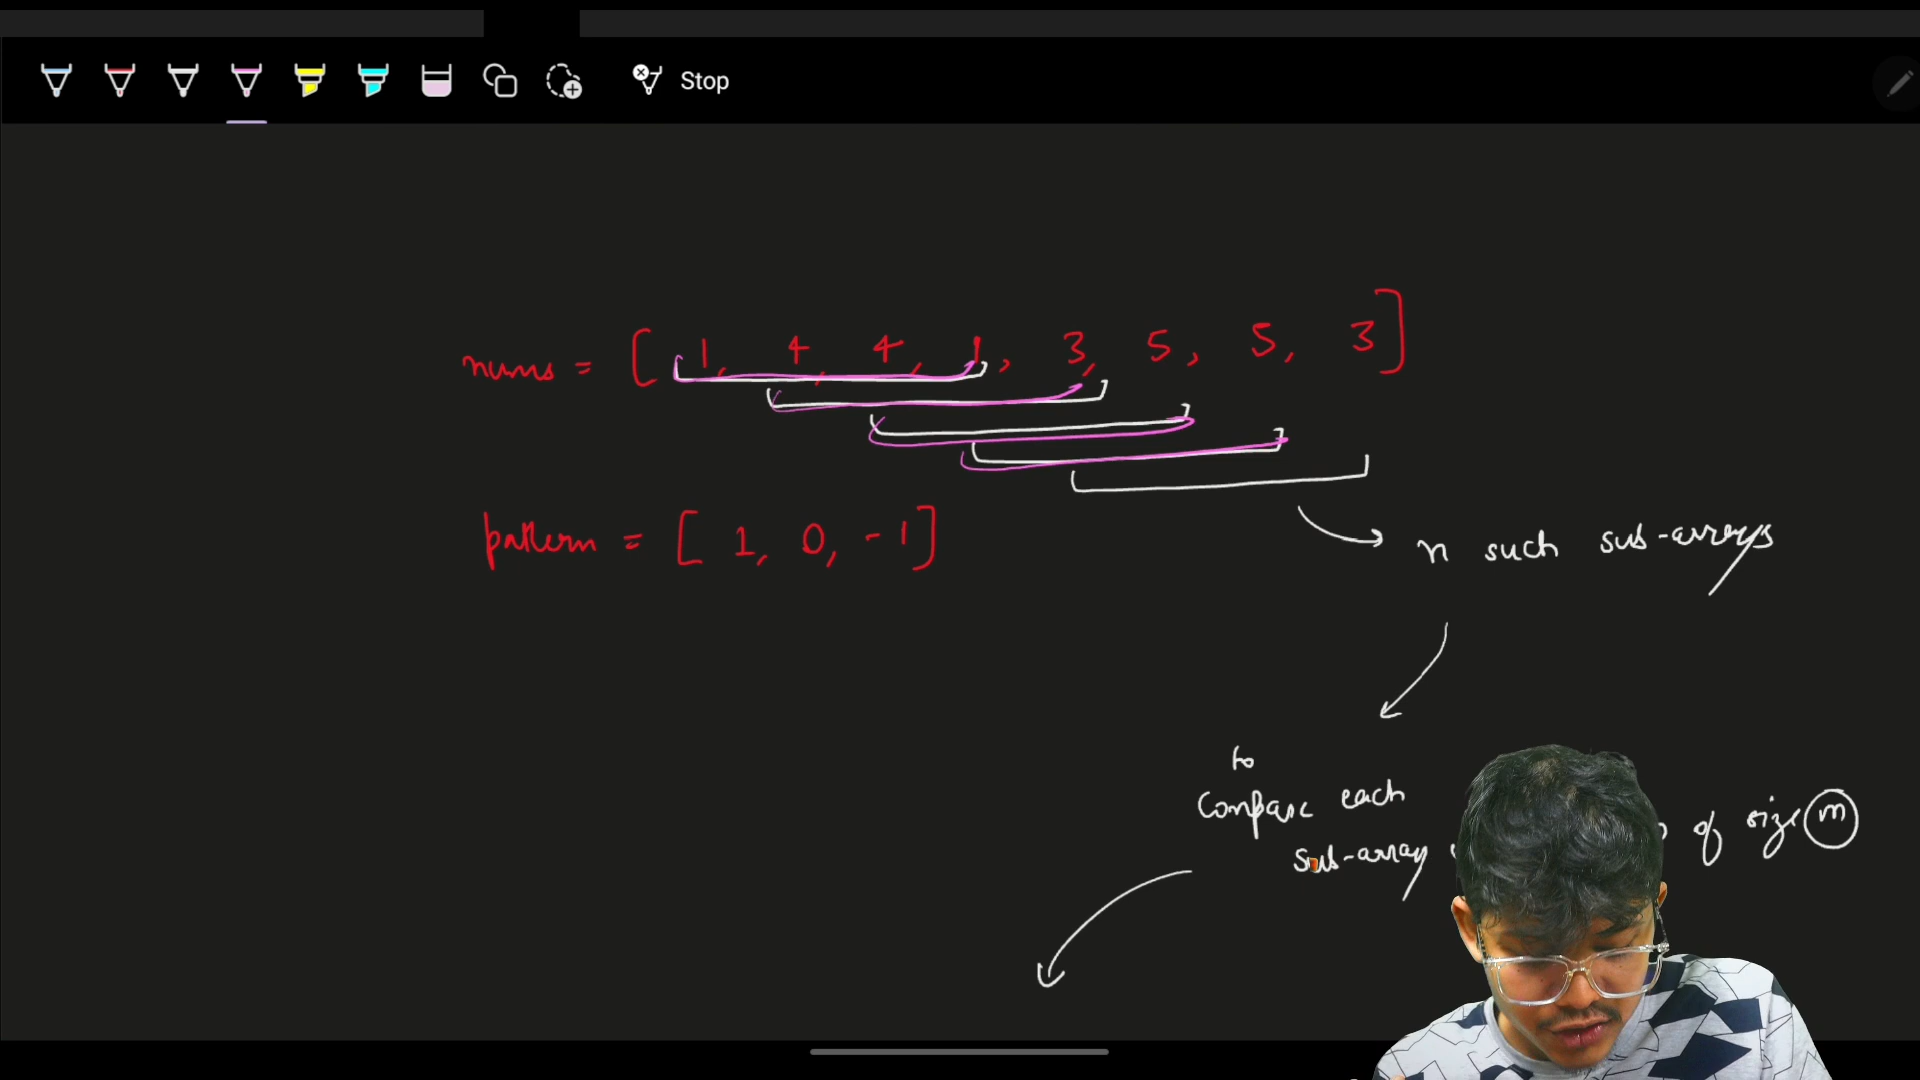 Stop
nums = [ 1, 4, 4, 1, 3, 5, 5, 3 ]
pattern = [ 1, 0, -1 ]
n such sub-arrays
to
compare each
sub-array of size m